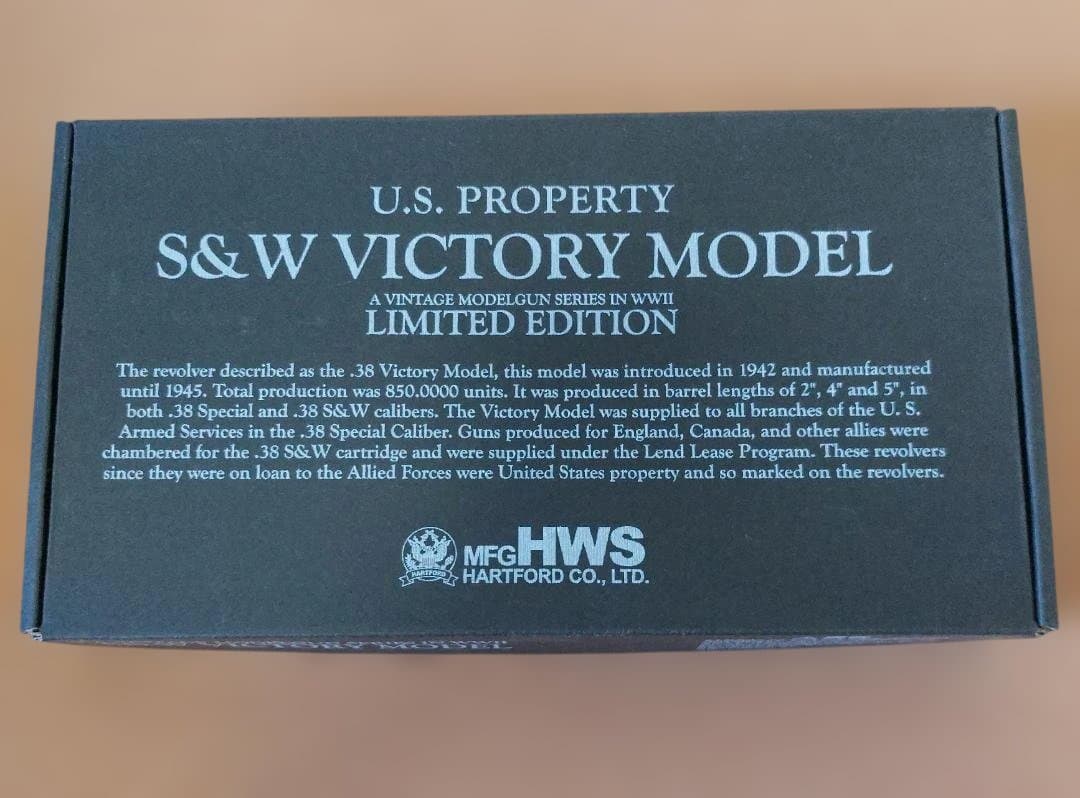 U.S. PROPERTY
S&W VICTORY MODEL
A VINTAGE MODELGUN SERIES IN WWII
LIMITED EDITION
The revolver described as the .38 Victory Model, this model was introduced in 1942 and manufactured
until 1945. Total production was 850.0000 units. It was produced in barrel lengths of 2", 4" and 5", in
both .38 Special and .38 S&W calibers. The Victory Model was supplied to all branches of the U. S.
Armed Services in the .38 Special Caliber. Guns produced for England, Canada, and other allies were
chambered for the .38 S&W cartridge and were supplied under the Lend Lease Program. These revolvers
since they were on loan to the Allied Forces were United States property and so marked on the revolvers.
HARTFORD
MFG HWS
HARTFORD CO., LTD.
VICTORY MODEL